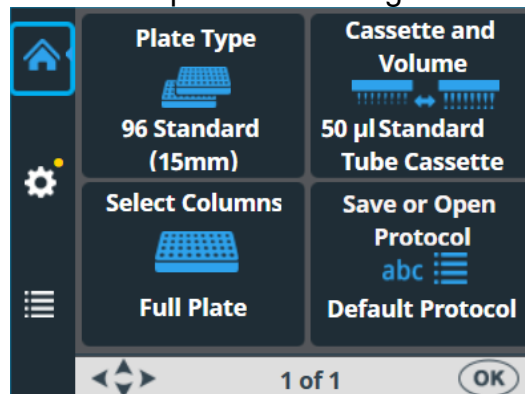 Plate Type
96 Standard
(15mm)
Cassette and
Volume
50 µl Standard
Tube Cassette
Select Columns
Full Plate
Save or Open
Protocol
abc
Default Protocol
1 of 1
OK